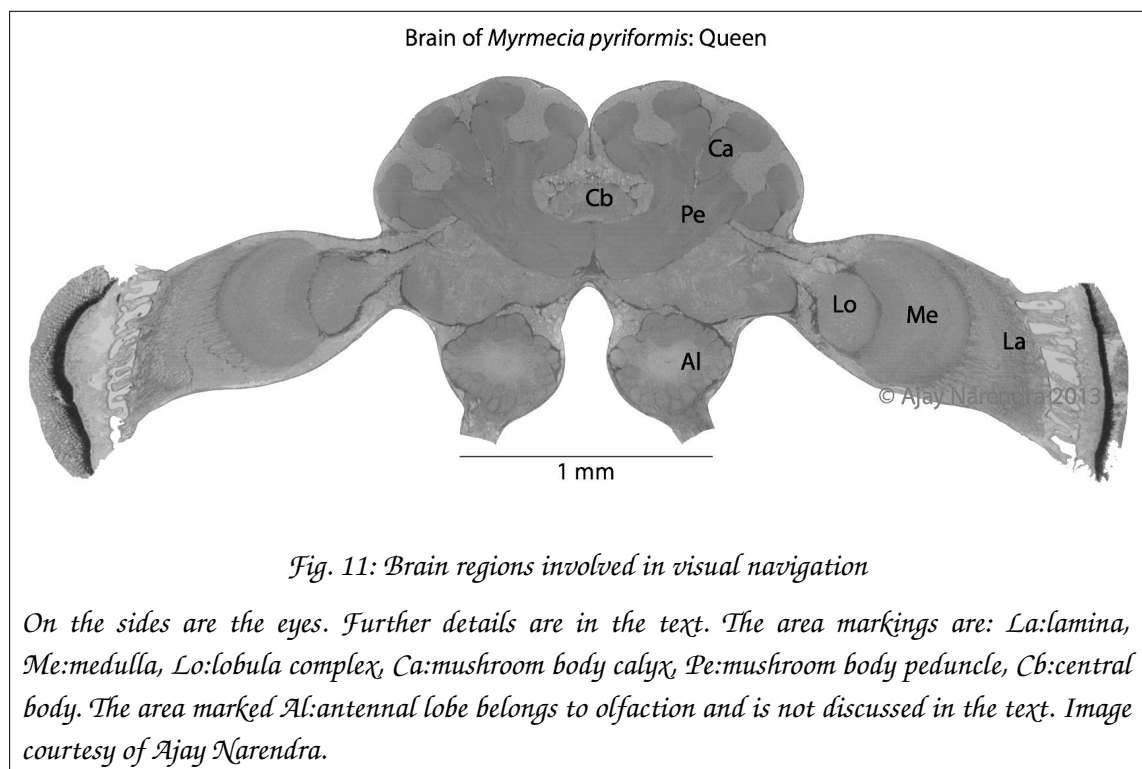 Brain of Myrmecia pyriformis: Queen
Ca
Cb
Pe
Lo
Me
La
Al
© Ajay Narendra 2013
1 mm
Fig. 11: Brain regions involved in visual navigation
On the sides are the eyes. Further details are in the text. The area markings are: La:lamina,
Me:medulla, Lo:lobula complex, Ca:mushroom body calyx, Pe:mushroom body peduncle, Cb:central
body. The area marked Al:antennal lobe belongs to olfaction and is not discussed in the text. Image
courtesy of Ajay Narendra.